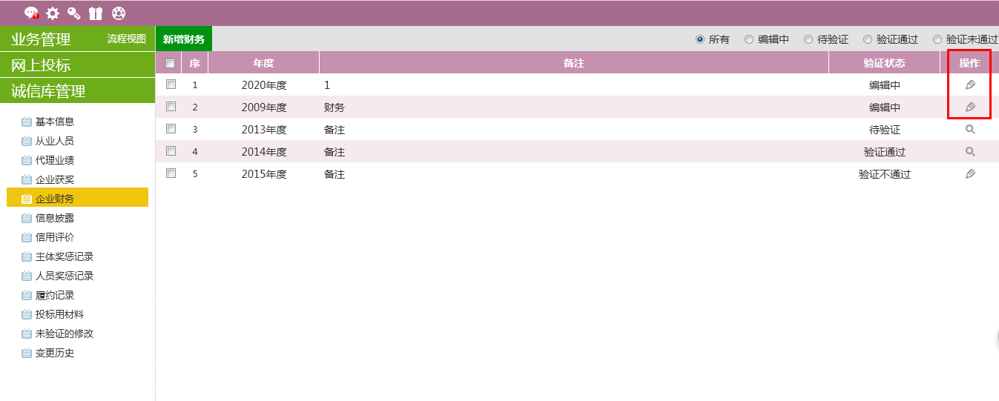 业务管理 流程视图
网上投标
诚信库管理
基本信息
从业人员
代理业绩
企业获奖
企业财务
信息披露
信用评价
主体奖惩记录
人员奖惩记录
履约记录
投标用材料
未验证的修改
变更历史
新增财务 所有 编辑中 待验证 验证通过 验证未通过
序 年度 备注 验证状态 操作
1 2020年度 1 编辑中
2 2009年度 财务 编辑中
3 2013年度 备注 待验证
4 2014年度 备注 验证通过
5 2015年度 备注 验证不通过